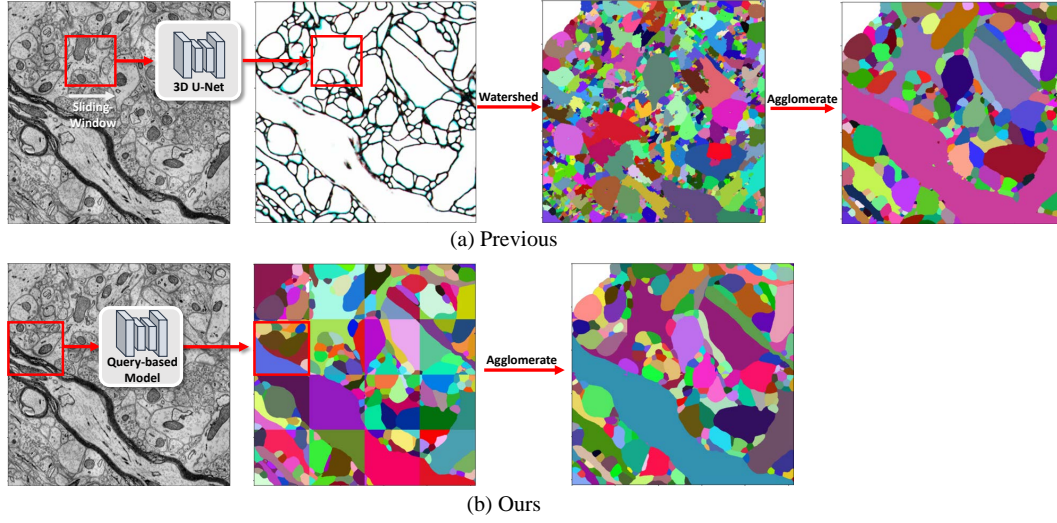 3D U-Net
Sliding-
Window
Watershed
Agglomerate
(a) Previous
Query-based
Model
Agglomerate
(b) Ours